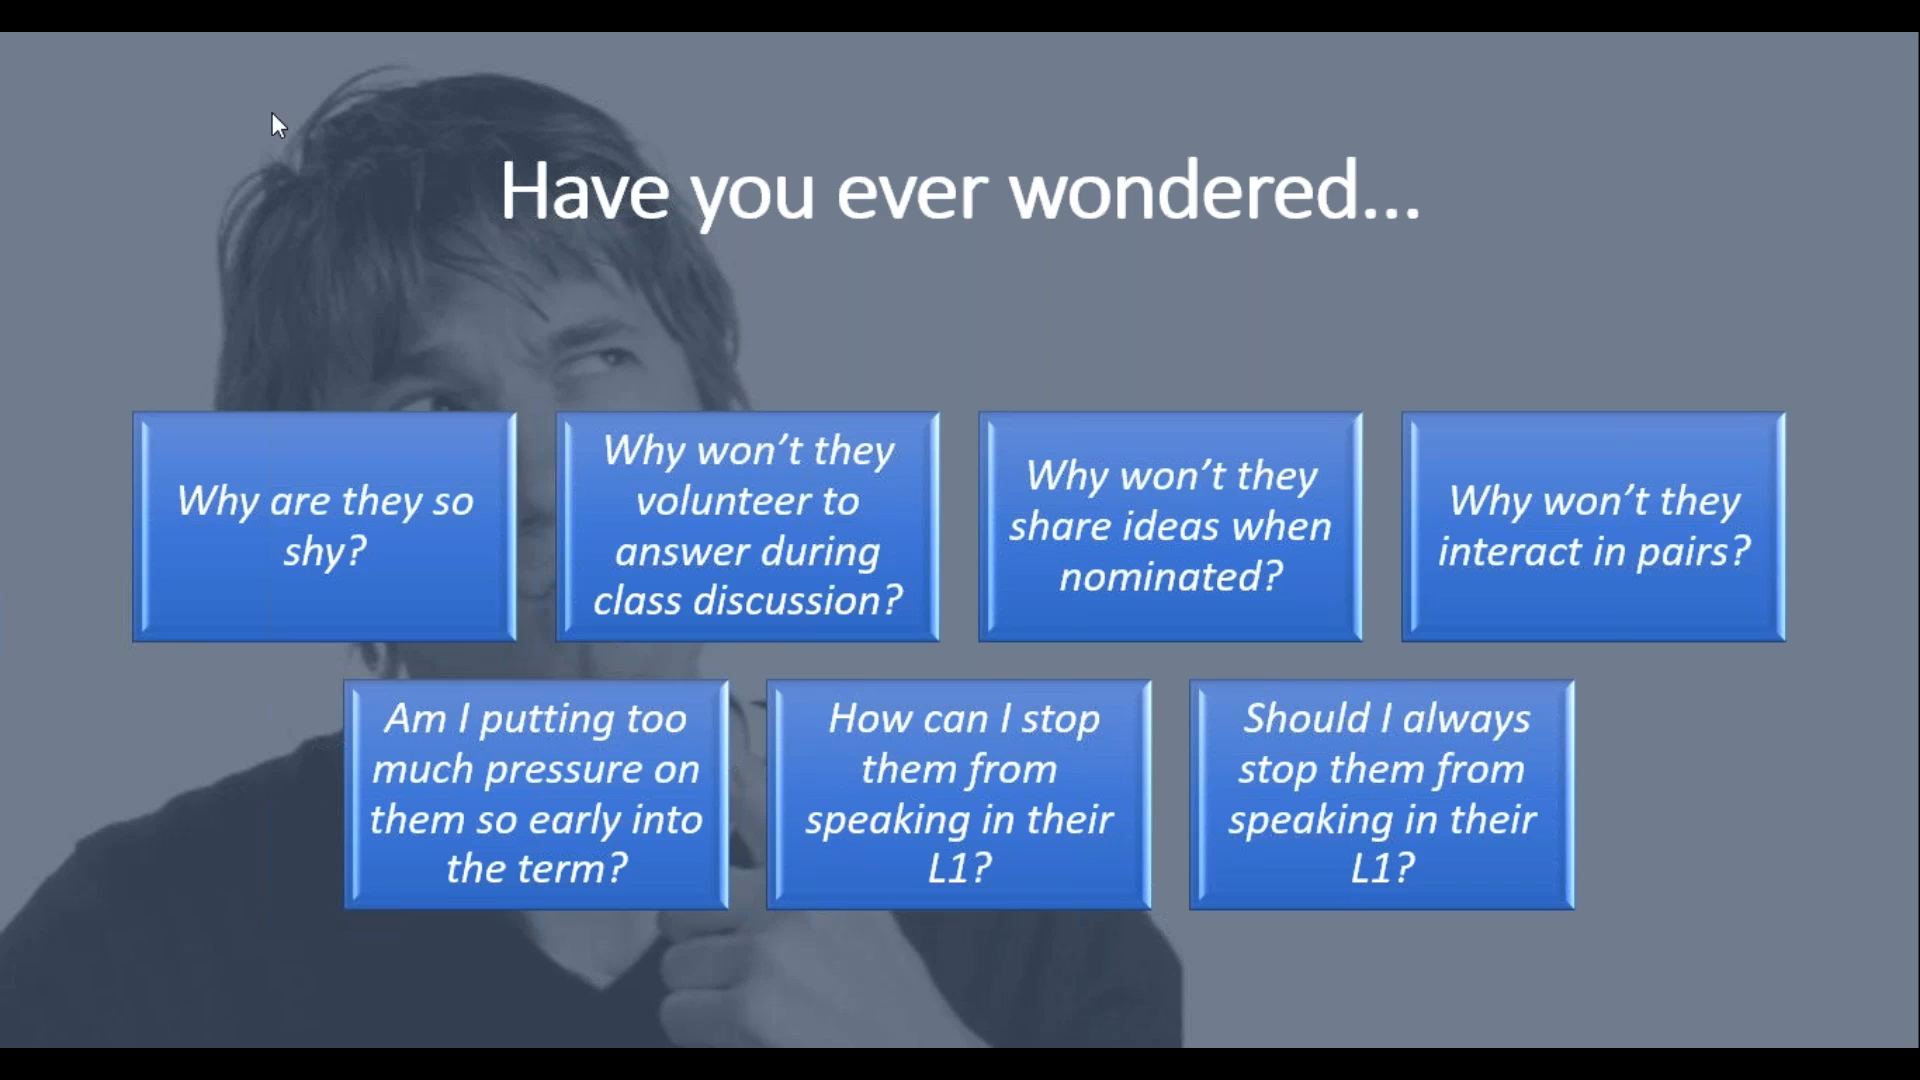 Have you ever wondered...
Why are they so
shy?
Why won’t they
volunteer to
answer during
class discussion?
Why won’t they
share ideas when
nominated?
Why won’t they
interact in pairs?
Am I putting too
much pressure on
them so early into
the term?
How can I stop
them from
speaking in their
L1?
Should I always
stop them from
speaking in their
L1?